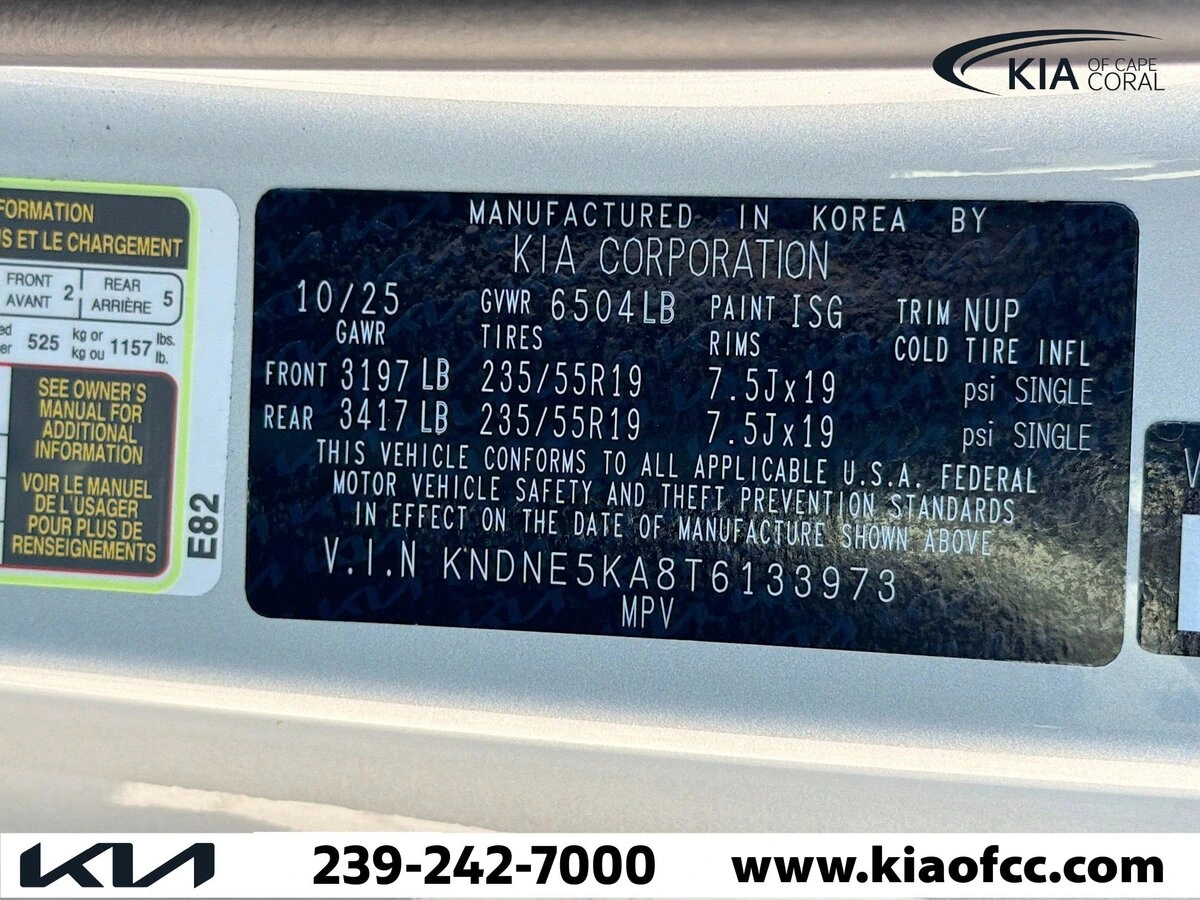 KIA OF CAPE CORAL
FORMATION
ET LE CHARGEMENT
FRONT AVANT 2 REAR ARRIÈRE 5
525 kg or kg ou 1157 lbs. lb.
SEE OWNER'S
MANUAL FOR
ADDITIONAL
INFORMATION
VOIR LE MANUEL
DE L'USAGER
POUR PLUS DE
RENSEIGNEMENTS
E82
MANUFACTURED IN KOREA BY
KIA CORPORATION
10/25 GVWR 6504LB PAINT ISG TRIM NUP
GAWR TIRES RIMS COLD TIRE INFL
FRONT 3197 LB 235/55R19 7.5Jx19 psi SINGLE
REAR 3417 LB 235/55R19 7.5Jx19 psi SINGLE
THIS VEHICLE CONFORMS TO ALL APPLICABLE U.S.A. FEDERAL
MOTOR VEHICLE SAFETY AND THEFT PREVENTION STANDARDS
IN EFFECT ON THE DATE OF MANUFACTURE SHOWN ABOVE
V.I.N KNDNE5KA8T6133973
MPV
KIA 239-242-7000 www.kiaofcc.com